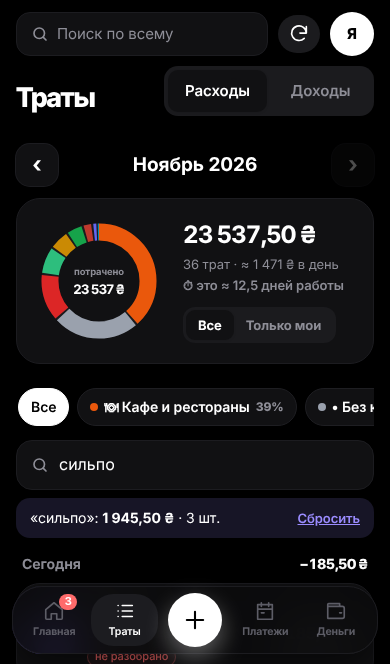 Поиск по всему
Я
Траты
Расходы
Доходы
Ноябрь 2026
потрачено
23 537 ₴
23 537,50 ₴
36 трат · ≈ 1 471 ₴ в день
⏱ это ≈ 12,5 дней работы
Все
Только мои
Все
🍽 Кафе и рестораны 39%
• Без к
сильпо
«сильпо»: 1 945,50 ₴ · 3 шт.
Сбросить
Сегодня
−185,50 ₴
3
Главная
Траты
Платежи
Деньги
не разобрано